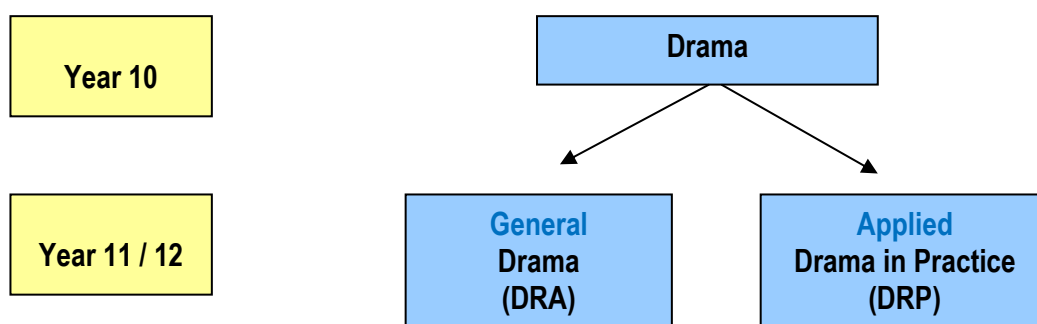 Year 10
Drama
Year 11 / 12
General
Drama
(DRA)
Applied
Drama in Practice
(DRP)